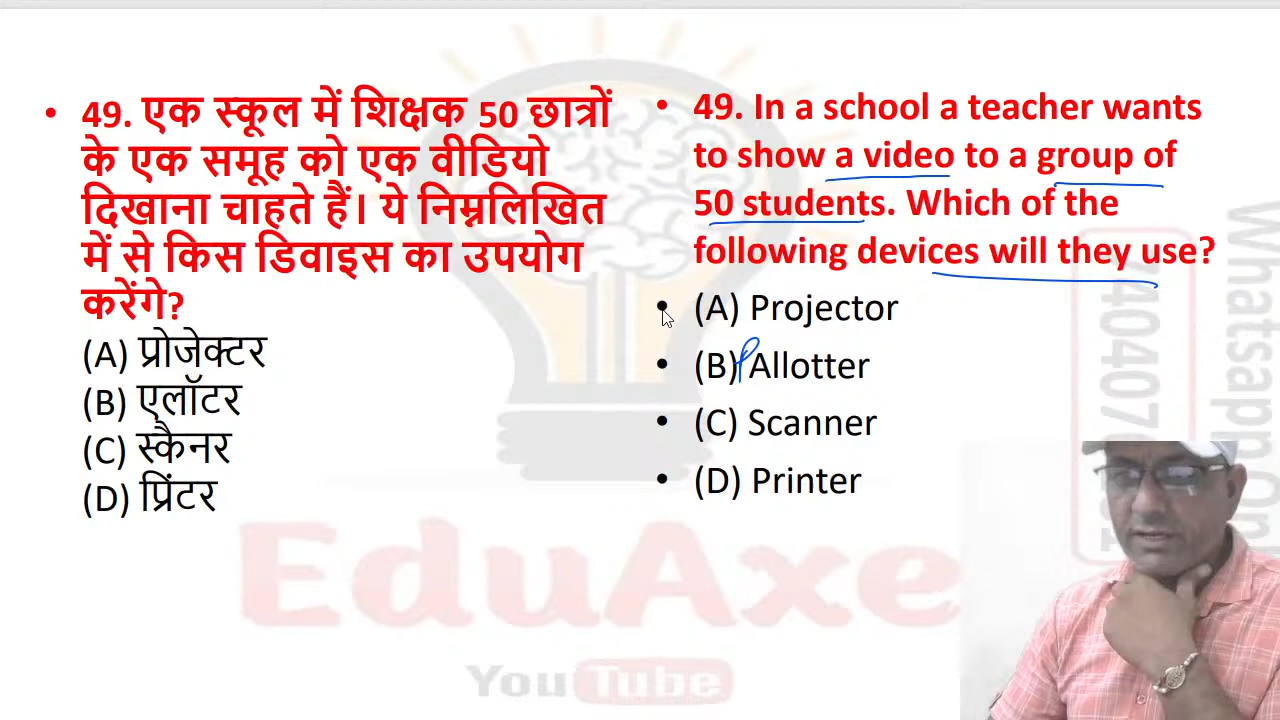 • 49. एक स्कूल में शिक्षक 50 छात्रों
के एक समूह को एक वीडियो
दिखाना चाहते हैं। ये निम्नलिखित
में से किस डिवाइस का उपयोग
करेंगे?
(A) प्रोजेक्टर
(B) एलॉटर
(C) स्कैनर
(D) प्रिंटर
• 49. In a school a teacher wants
to show a video to a group of
50 students. Which of the
following devices will they use?
• (A) Projector
• (B) Allotter
• (C) Scanner
• (D) Printer
EduAxe
YouTube